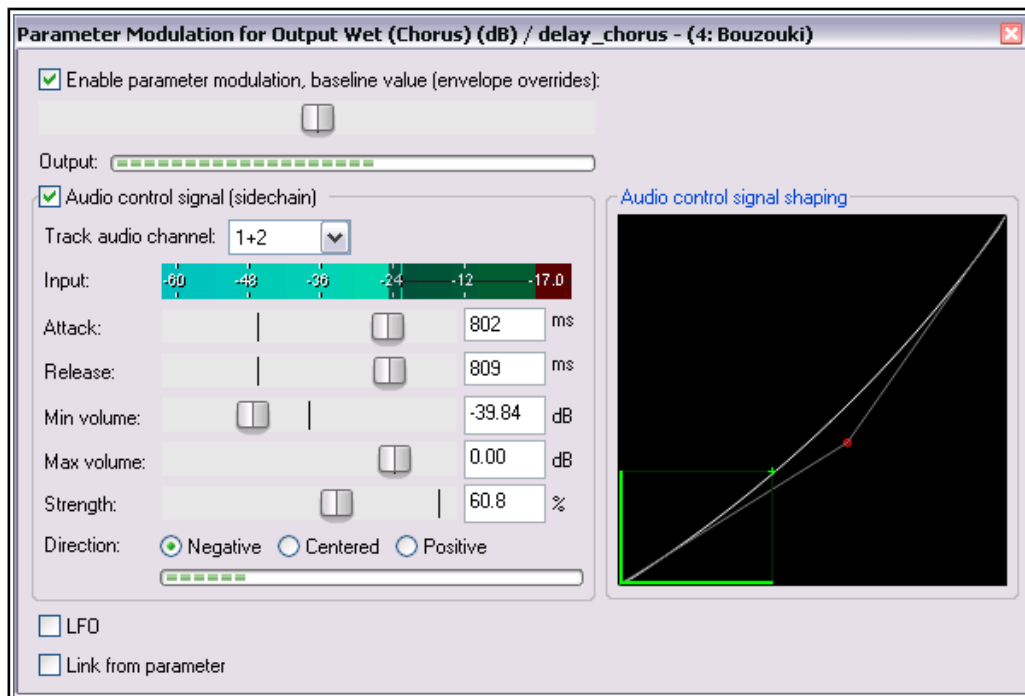 Parameter Modulation for Output Wet (Chorus) (dB) / delay_chorus - (4: Bouzouki)
Enable parameter modulation, baseline value (envelope overrides):
Output:
Audio control signal (sidechain)
Track audio channel: 1+2
Input: -60 -48 -36 -24 -12 -17.0
Attack: 802 ms
Release: 809 ms
Min volume: -39.84 dB
Max volume: 0.00 dB
Strength: 60.8 %
Direction: Negative Centered Positive
Audio control signal shaping
LFO
Link from parameter